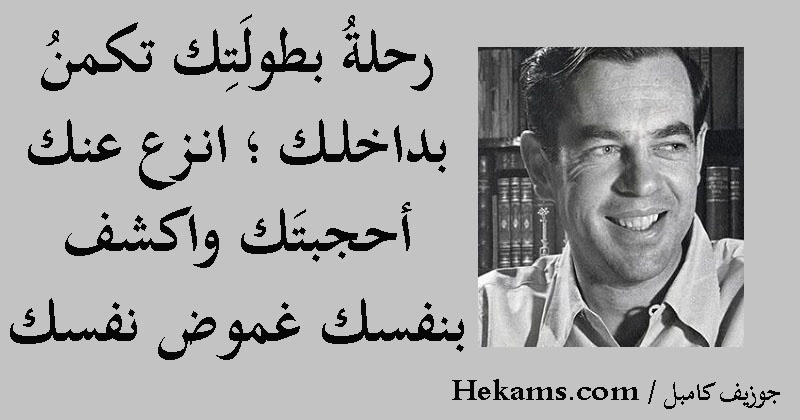 رحلةُ بطولَتِك تكمنُ
بداخلك ؛ انزع عنك
أحجبتَك واكشف
بنفسك غموض نفسك
جوزيف كامبل / Hekams.com